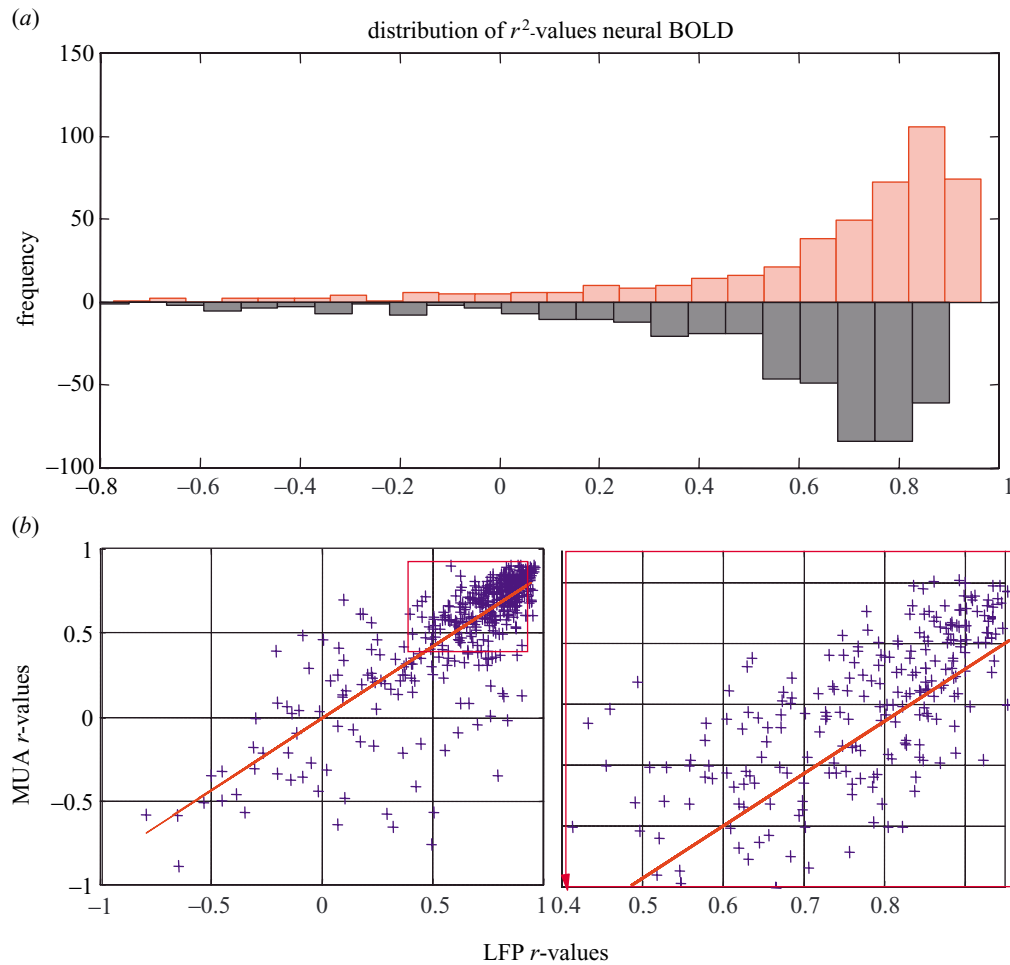 (a)
distribution of r²-values neural BOLD
150
100
50
0
−50
−100
frequency
−0.8 −0.6 −0.4 −0.2 0 0.2 0.4 0.6 0.8 1
(b)
1
0.5
0
−0.5
−1
MUA r-values
−1 −0.5 0 0.5 1 0.4 0.5 0.6 0.7 0.8
LFP r-values